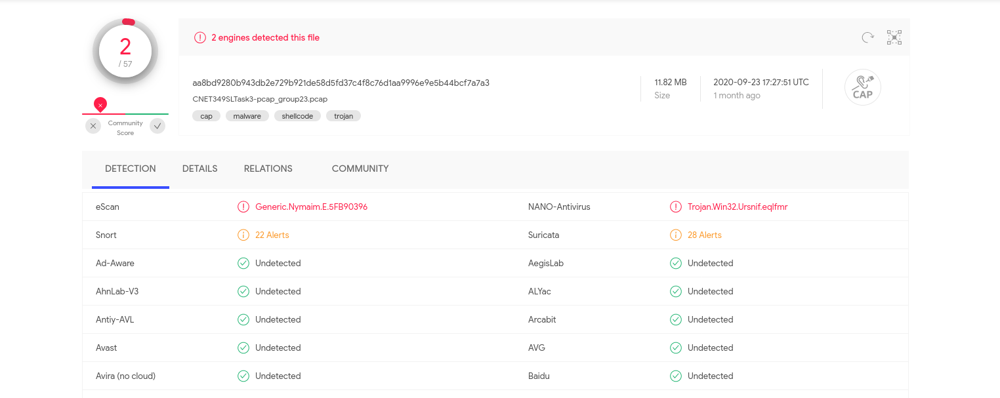 2
/ 57
Community
Score
2 engines detected this file
aa8bd9280b943db2e729b921de58d5fd37c4f8c76d1aa9996e9e5b44bcf7a7a3
CNET349SLTask3-pcap_group23.pcap
cap malware shellcode trojan
11.82 MB
Size
2020-09-23 17:27:51 UTC
1 month ago
CAP
DETECTION DETAILS RELATIONS COMMUNITY
eScan Generic.Nymaim.E.5FB90396 NANO-Antivirus Trojan.Win32.Ursnif.eqlfmr
Snort 22 Alerts Suricata 28 Alerts
Ad-Aware Undetected AegisLab Undetected
AhnLab-V3 Undetected ALYac Undetected
Antiy-AVL Undetected Arcabit Undetected
Avast Undetected AVG Undetected
Avira (no cloud) Undetected Baidu Undetected